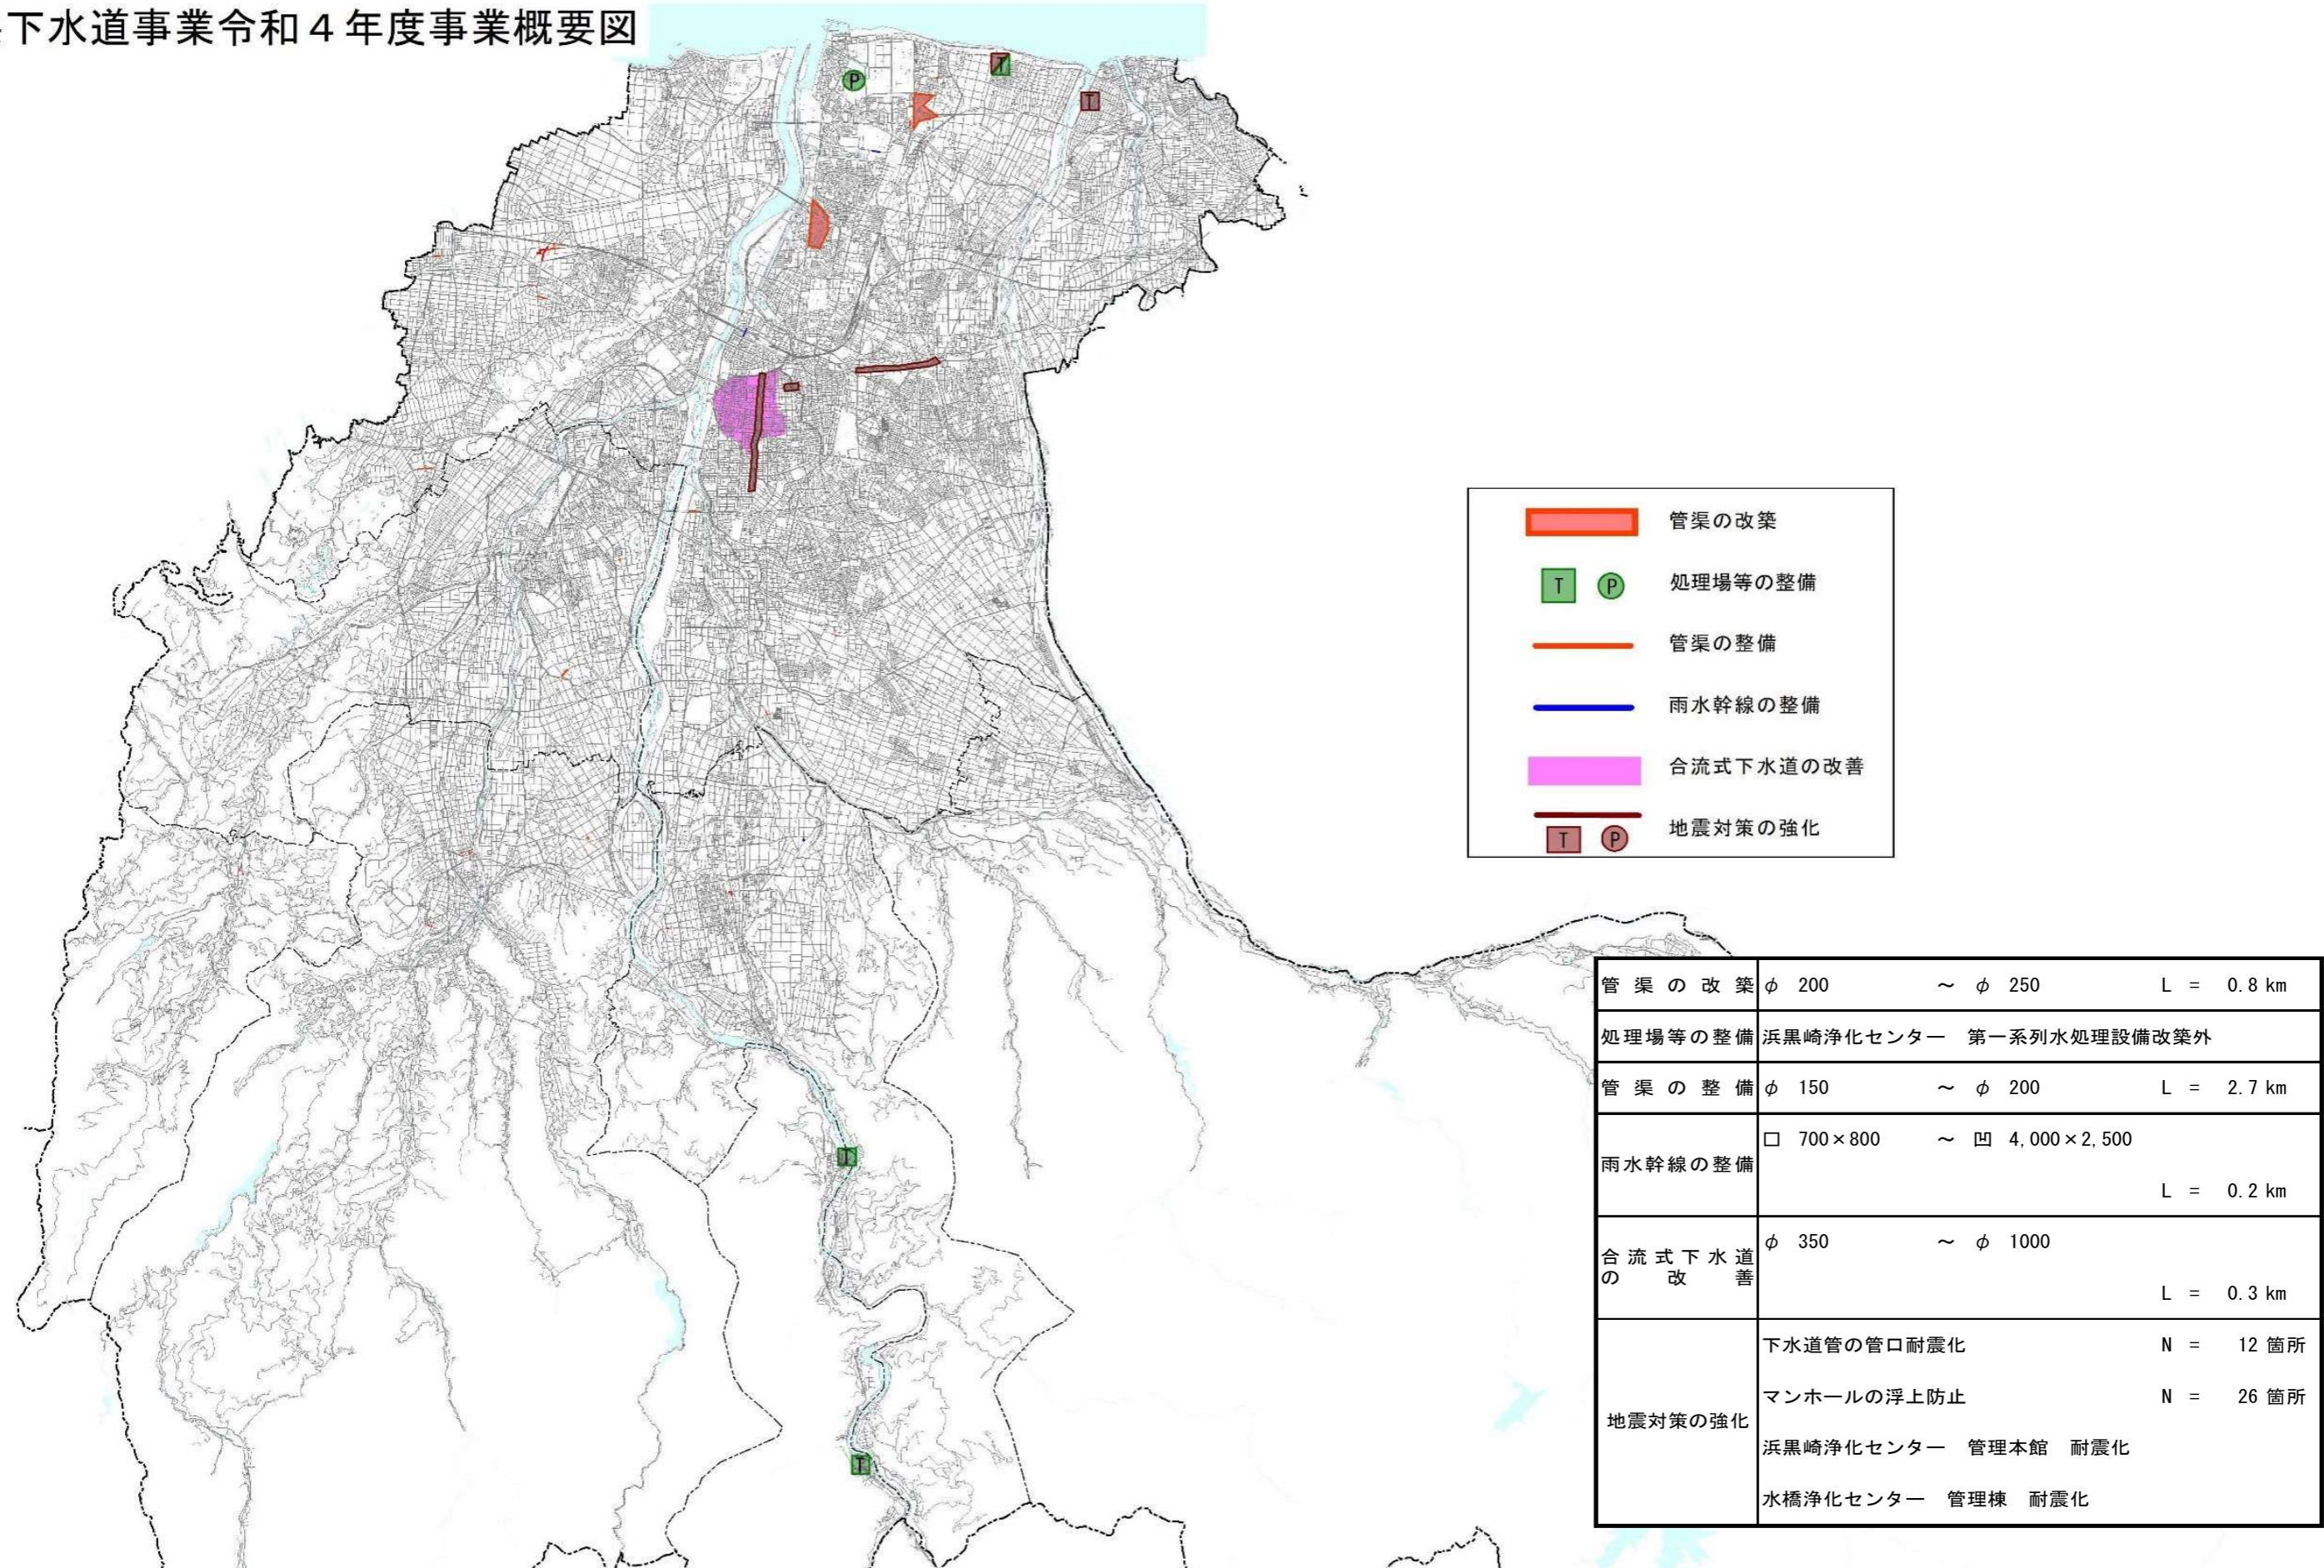 下水道事業令和４年度事業概要図
P
T
T
管渠の改築
T P 処理場等の整備
管渠の整備
雨水幹線の整備
合流式下水道の改善
地震対策の強化
T P
管渠の改築 φ 200 ～ φ 250 L = 0.8 km
処理場等の整備 浜黒崎浄化センター 第一系列水処理設備改築外
管渠の整備 φ 150 ～ φ 200 L = 2.7 km
雨水幹線の整備 □ 700×800 ～ 凹 4,000×2,500
L = 0.2 km
合流式下水道の改善 φ 350 ～ φ 1000
L = 0.3 km
地震対策の強化
下水道管の管口耐震化 N = 12 箇所
マンホールの浮上防止 N = 26 箇所
浜黒崎浄化センター 管理本館 耐震化
水橋浄化センター 管理棟 耐震化
T
T